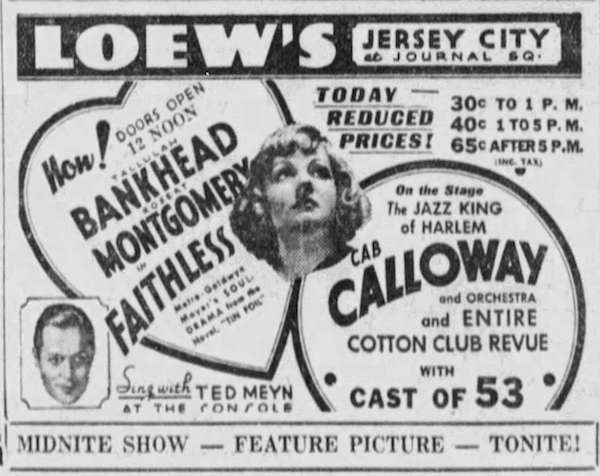 LOEW'S
JERSEY CITY
at JOURNAL SQ.
Now!
DOORS OPEN
12 NOON
TALLULAH
BANKHEAD
ROBERT
MONTGOMERY
IN
FAITHLESS
Metro-Goldwyn
Mayer's SOUL-
DRAMA from the
Novel, "TIN FOIL"
TODAY
REDUCED
PRICES!
30c TO 1 P. M.
40c 1 TO 5 P. M.
65c AFTER 5 P.M.
(INC. TAX)
On the Stage
The JAZZ KING
of HARLEM
CAB
CALLOWAY
and ORCHESTRA
and ENTIRE
COTTON CLUB REVUE
WITH
CAST OF 53
Sing with TED MEYN
AT THE CONSOLE
MIDNITE SHOW — FEATURE PICTURE — TONITE!